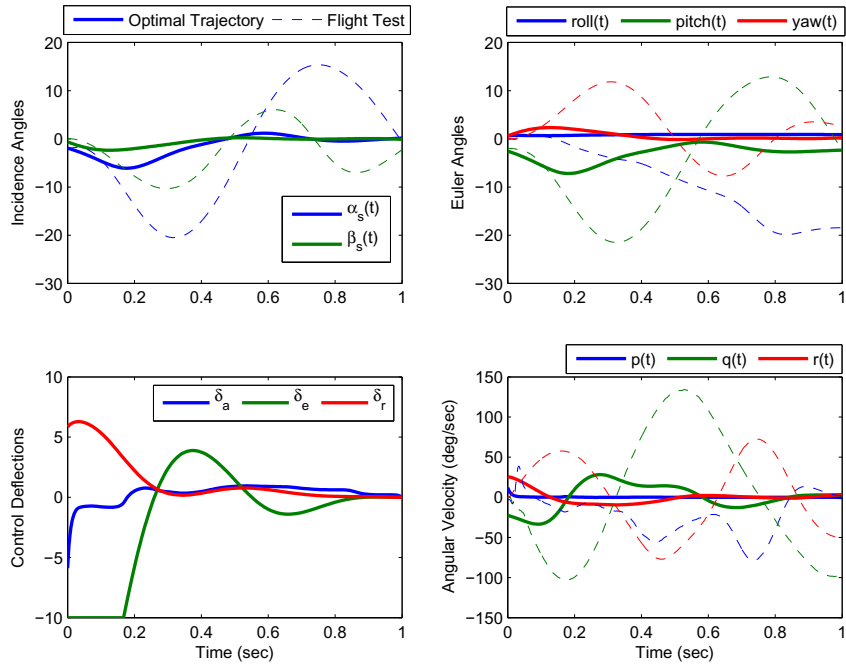 Optimal Trajectory Flight Test
Incidence Angles
20
10
0
−10
−20
−30
α_s(t)
β_s(t)
0 0.2 0.4 0.6 0.8 1
roll(t) pitch(t) yaw(t)
Euler Angles
20
10
0
−10
−20
−30
0 0.2 0.4 0.6 0.8 1
Control Deflections
10
5
0
−5
−10
δ_a δ_e δ_r
0 0.2 0.4 0.6 0.8 1
Time (sec)
p(t) q(t) r(t)
Angular Velocity (deg/sec)
150
100
50
0
−50
−100
−150
0 0.2 0.4 0.6 0.8 1
Time (sec)